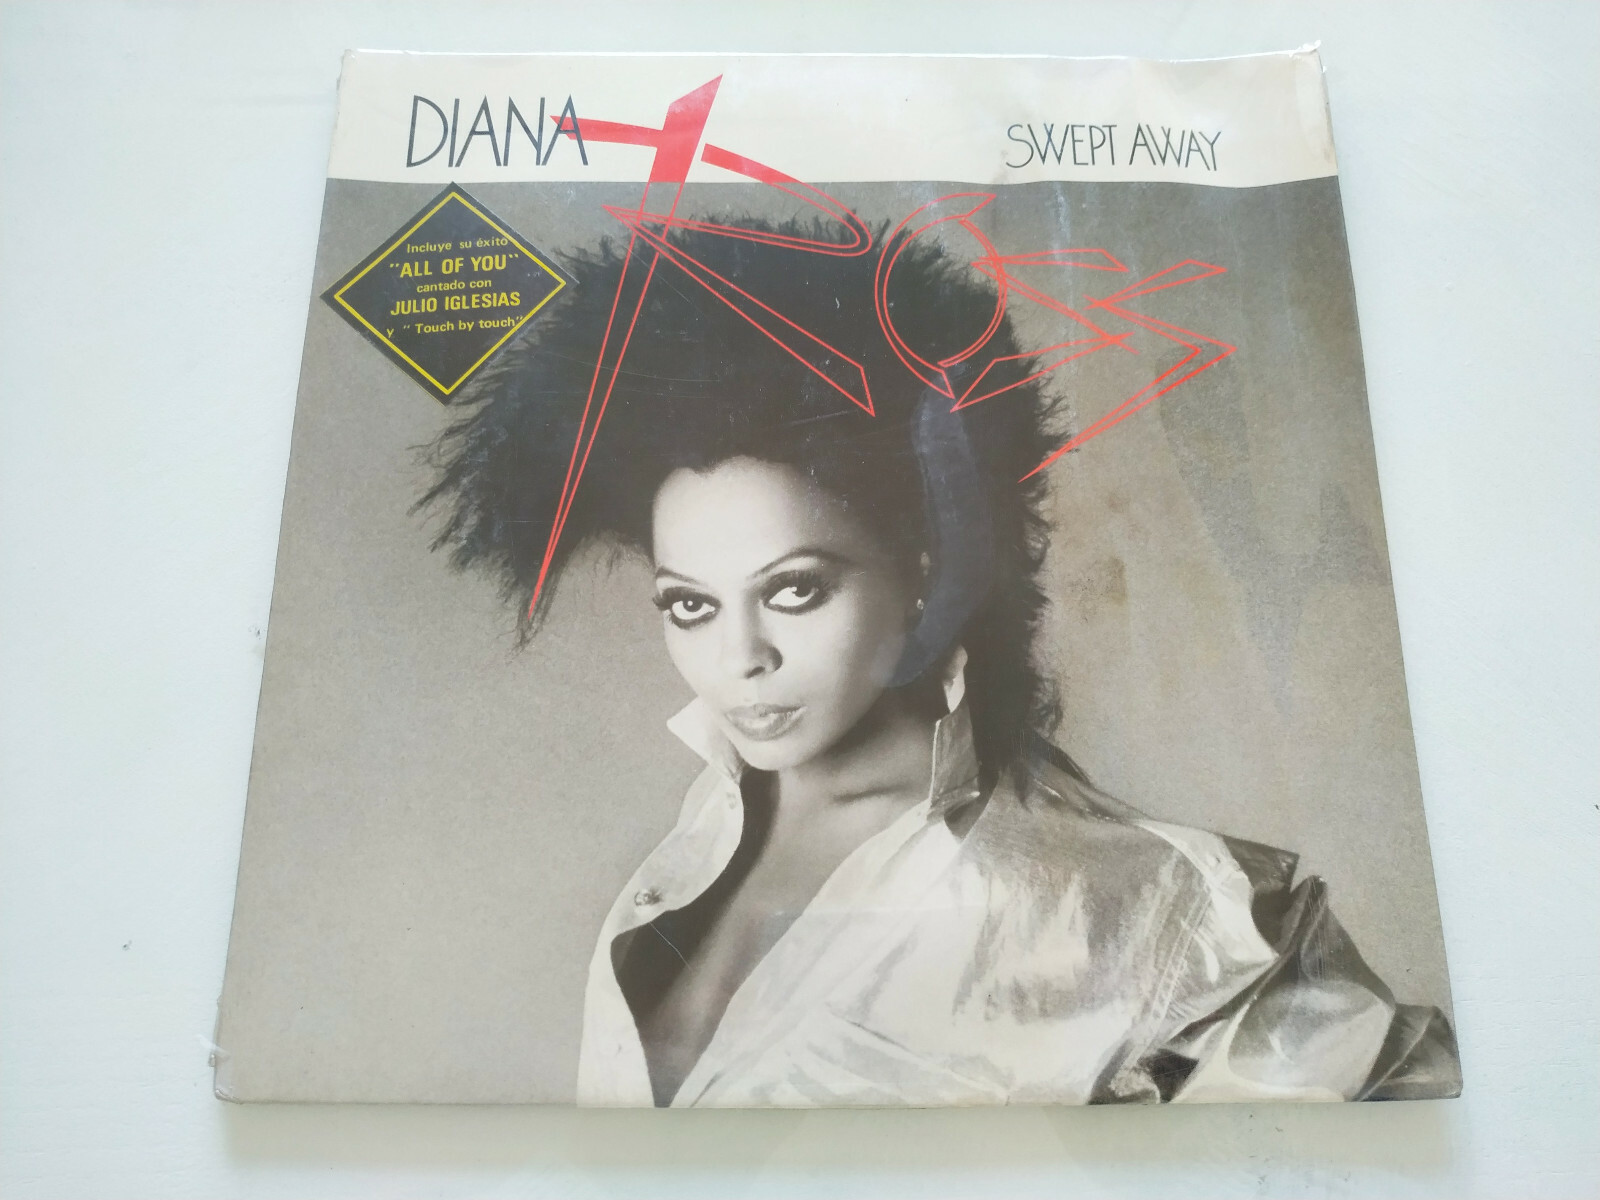 DIANA ROSS
SWEPT AWAY
Incluye su éxito
"ALL OF YOU"
cantado con
JULIO IGLESIAS
y "Touch by touch"